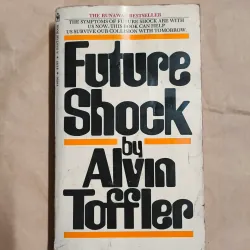 THE RUNAWAY BESTSELLER
THE SYMPTOMS OF FUTURE SHOCK ARE WITH
US NOW. THIS BOOK CAN HELP
US SURVIVE OUR COLLISION WITH TOMORROW.
Future
Shock
by
Alvin
Toffler